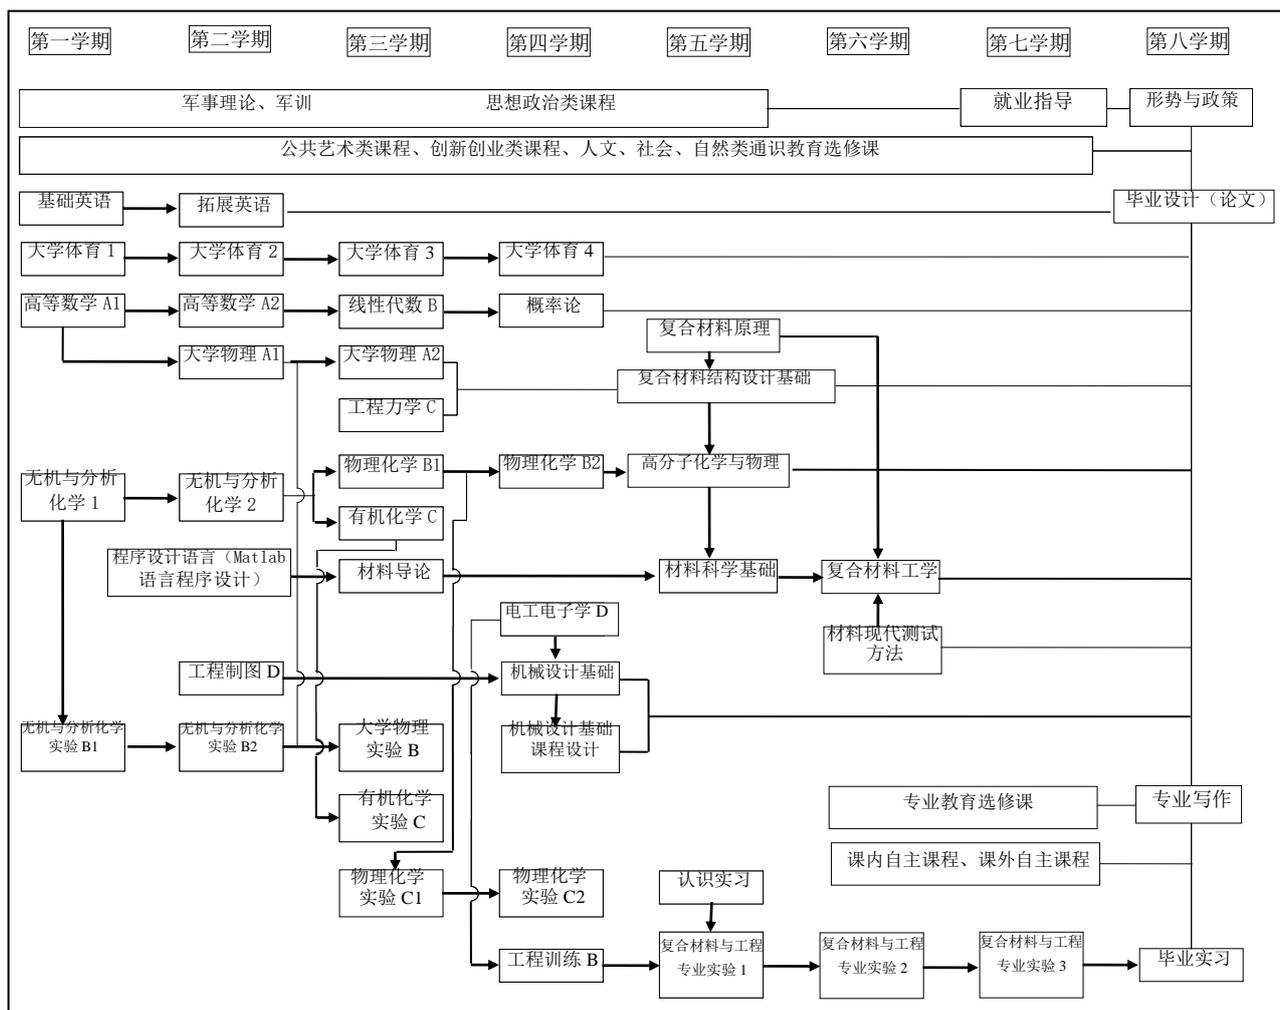 第一学期
第二学期
第三学期
第四学期
第五学期
第六学期
第七学期
第八学期
军事理论、军训 思想政治类课程
就业指导
形势与政策
公共艺术类课程、创新创业类课程、人文、社会、自然类通识教育选修课
基础英语
拓展英语
毕业设计（论文）
大学体育 1
大学体育 2
大学体育 3
大学体育 4
高等数学 A1
高等数学 A2
线性代数 B
概率论
复合材料原理
大学物理 A1
大学物理 A2
复合材料结构设计基础
工程力学 C
无机与分析
化学 1
无机与分析
化学 2
物理化学 B1
物理化学 B2
高分子化学与物理
有机化学 C
程序设计语言（Matlab
语言程序设计）
材料导论
材料科学基础
复合材料工学
电工电子学 D
材料现代测试
方法
工程制图 D
机械设计基础
无机与分析化学
实验 B1
无机与分析化学
实验 B2
大学物理
实验 B
机械设计基础
课程设计
有机化学
实验 C
专业教育选修课
专业写作
课内自主课程、课外自主课程
物理化学
实验 C1
物理化学
实验 C2
认识实习
工程训练 B
复合材料与工程
专业实验 1
复合材料与工程
专业实验 2
复合材料与工程
专业实验 3
毕业实习